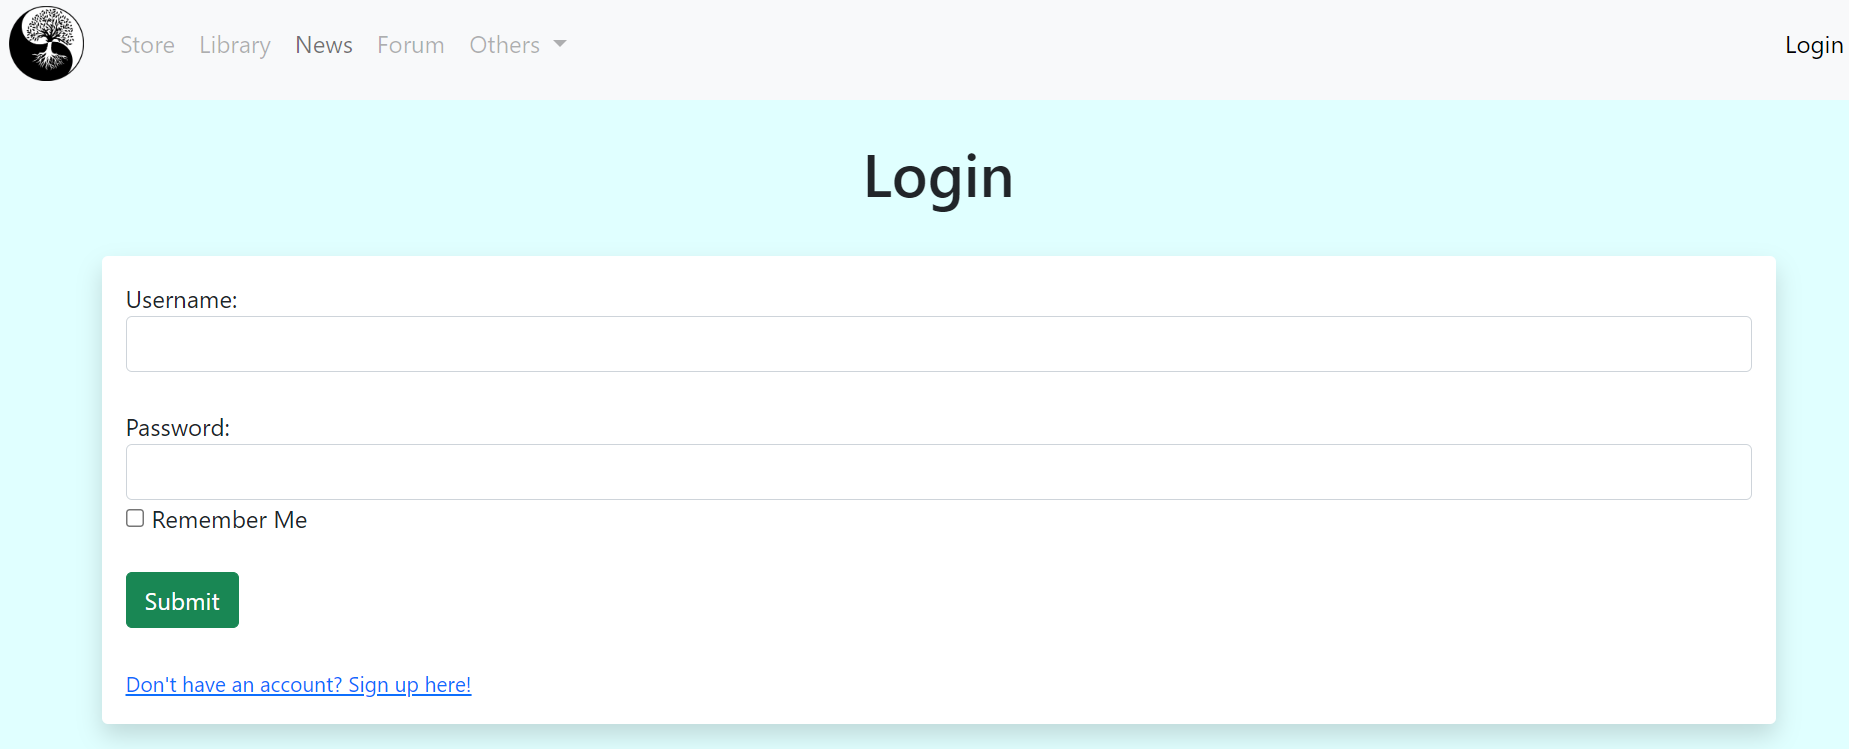 Store Library News Forum Others Login
Login
Username:
Password:
Remember Me
Submit
Don't have an account? Sign up here!